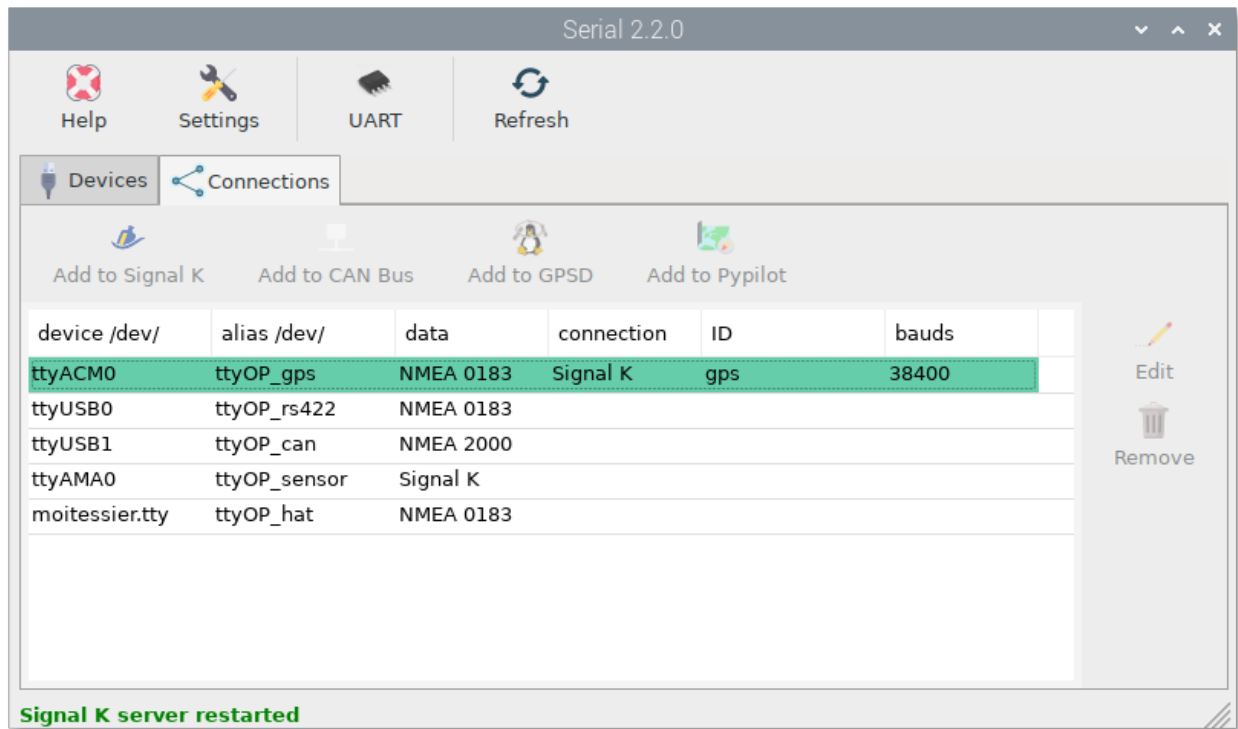 Serial 2.2.0
Help Settings UART Refresh
Devices Connections
Add to Signal K Add to CAN Bus Add to GPSD Add to Pypilot
device /dev/ alias /dev/ data connection ID bauds
ttyACM0 ttyOP_gps NMEA 0183 Signal K gps 38400
Edit
ttyUSB0 ttyOP_rs422 NMEA 0183
ttyUSB1 ttyOP_can NMEA 2000
Remove
ttyAMA0 ttyOP_sensor Signal K
moitessier.tty ttyOP_hat NMEA 0183
Signal K server restarted